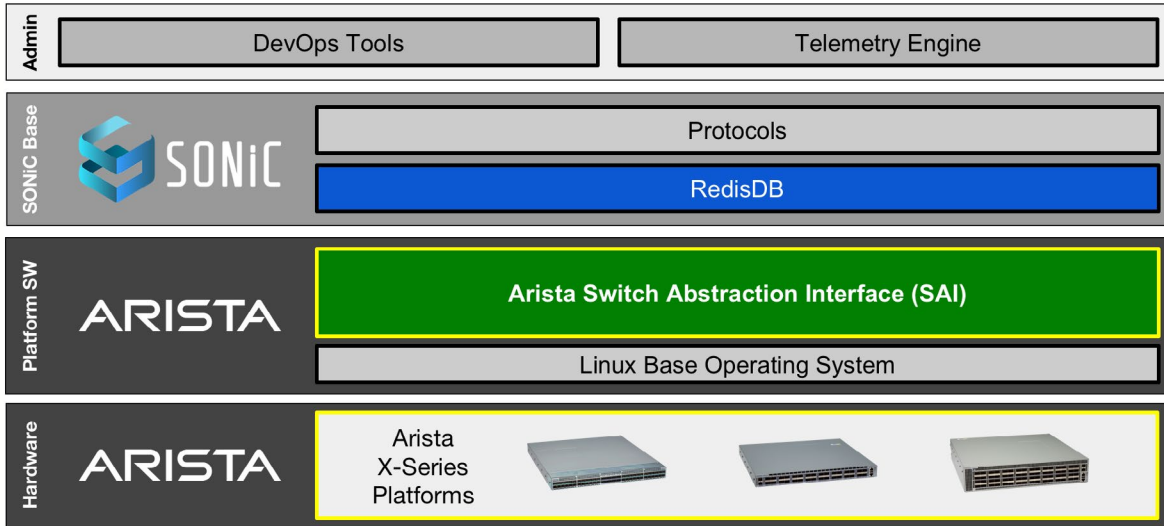 Admin
DevOps Tools
Telemetry Engine
SONiC Base
SONiC
Protocols
RedisDB
Platform SW
ARISTA
Arista Switch Abstraction Interface (SAI)
Linux Base Operating System
Hardware
ARISTA
Arista
X-Series
Platforms